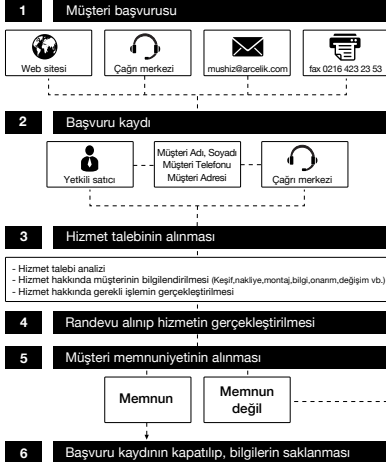 1 Müşteri başvurusu
Web sitesi
Çağrı merkezi
mushiz@arcelik.com
fax 0216 423 23 53
2 Başvuru kaydı
Yetkili satıcı
Müşteri Adı, Soyadı
Müşteri Telefonu
Müşteri Adresi
Çağrı merkezi
3 Hizmet talebinin alınması
- Hizmet talebi analizi
- Hizmet hakkında müşterinin bilgilendirilmesi (Keşif,nakliye,montaj,bilgi,onarım,değişim vb.)
- Hizmet hakkında gerekli işlemin gerçekleştirilmesi
4 Randevu alınıp hizmetin gerçekleştirilmesi
5 Müşteri memnuniyetinin alınması
Memnun
Memnun
değil
6 Başvuru kaydının kapatılıp, bilgilerin saklanması